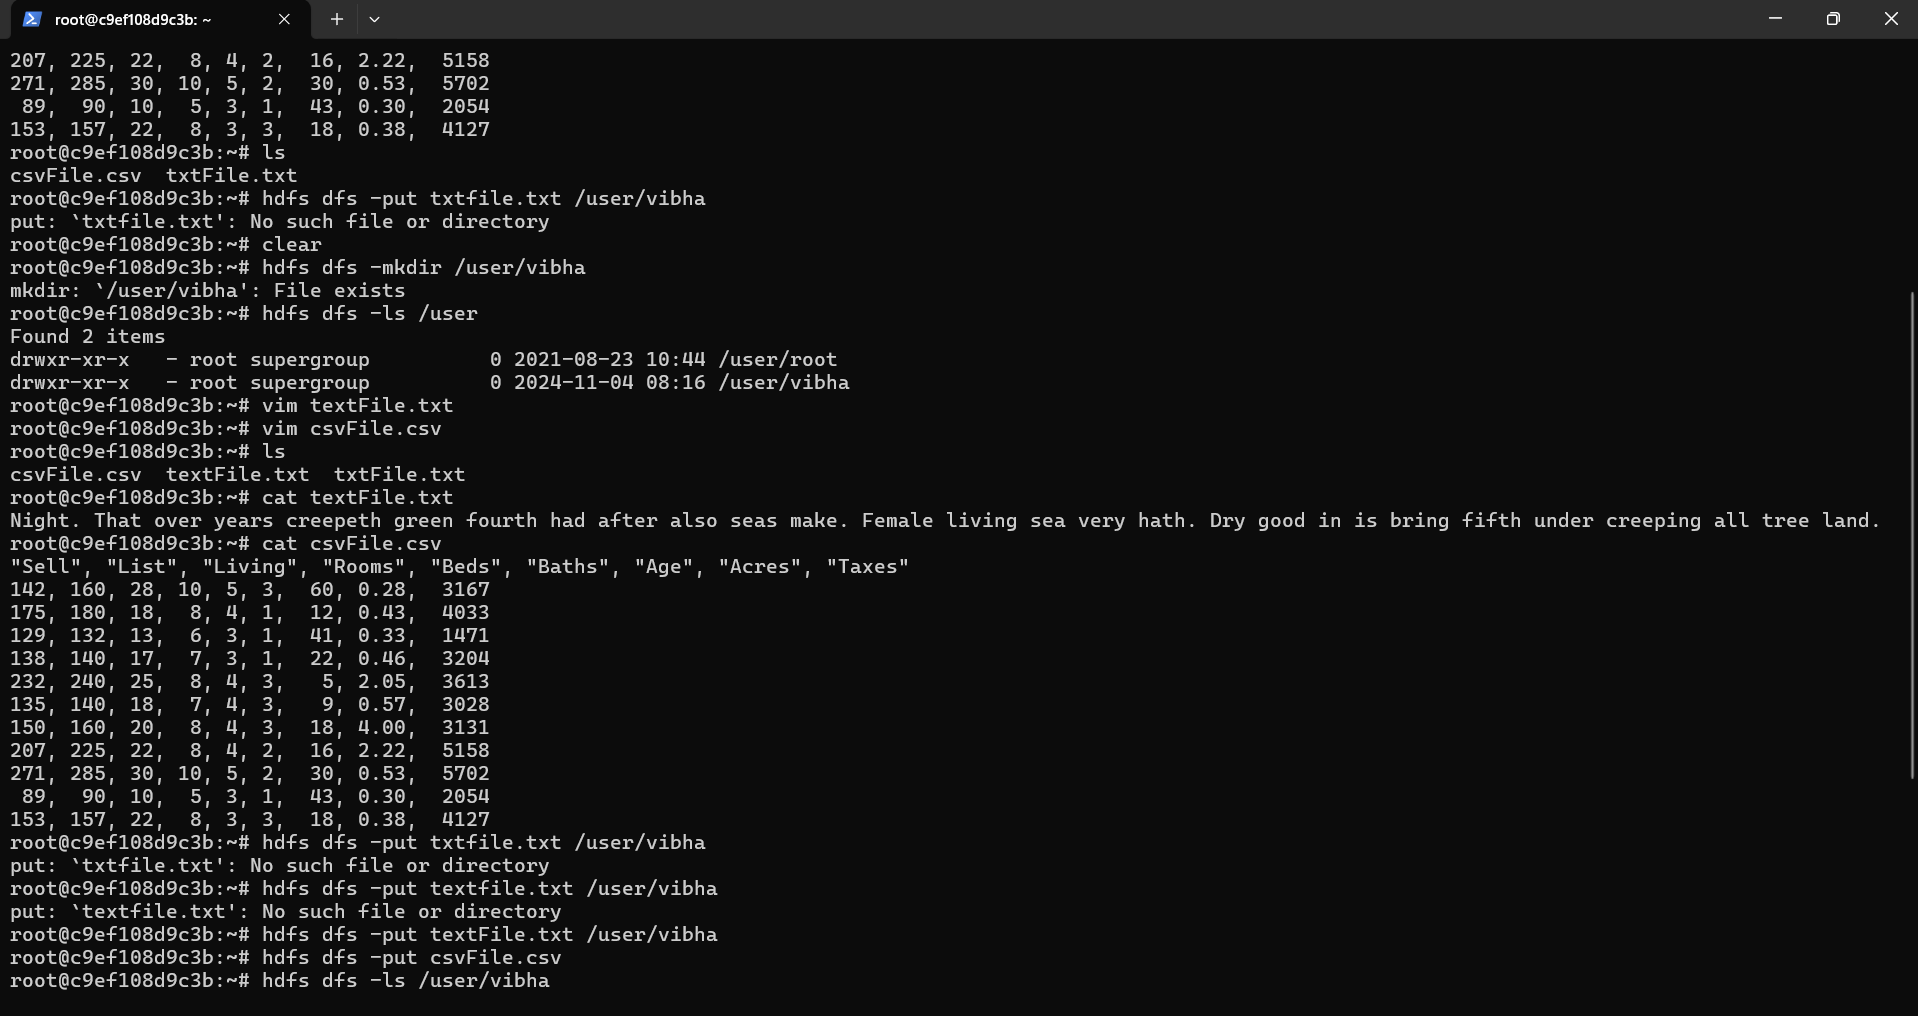 root@c9ef108d9c3b: ~
207, 225, 22,  8, 4, 2,  16, 2.22,  5158
271, 285, 30, 10, 5, 2,  30, 0.53,  5702
 89,  90, 10,  5, 3, 1,  43, 0.30,  2054
153, 157, 22,  8, 3, 3,  18, 0.38,  4127
root@c9ef108d9c3b:~# ls
csvFile.csv  txtFile.txt
root@c9ef108d9c3b:~# hdfs dfs -put txtfile.txt /user/vibha
put: `txtfile.txt': No such file or directory
root@c9ef108d9c3b:~# clear
root@c9ef108d9c3b:~# hdfs dfs -mkdir /user/vibha
mkdir: `/user/vibha': File exists
root@c9ef108d9c3b:~# hdfs dfs -ls /user
Found 2 items
drwxr-xr-x   - root supergroup          0 2021-08-23 10:44 /user/root
drwxr-xr-x   - root supergroup          0 2024-11-04 08:16 /user/vibha
root@c9ef108d9c3b:~# vim textFile.txt
root@c9ef108d9c3b:~# vim csvFile.csv
root@c9ef108d9c3b:~# ls
csvFile.csv  textFile.txt  txtFile.txt
root@c9ef108d9c3b:~# cat textFile.txt
Night. That over years creepeth green fourth had after also seas make. Female living sea very hath. Dry good in is bring fifth under creeping all tree land.
root@c9ef108d9c3b:~# cat csvFile.csv
"Sell", "List", "Living", "Rooms", "Beds", "Baths", "Age", "Acres", "Taxes"
142, 160, 28, 10, 5, 3,  60, 0.28,  3167
175, 180, 18,  8, 4, 1,  12, 0.43,  4033
129, 132, 13,  6, 3, 1,  41, 0.33,  1471
138, 140, 17,  7, 3, 1,  22, 0.46,  3204
232, 240, 25,  8, 4, 3,   5, 2.05,  3613
135, 140, 18,  7, 4, 3,   9, 0.57,  3028
150, 160, 20,  8, 4, 3,  18, 4.00,  3131
207, 225, 22,  8, 4, 2,  16, 2.22,  5158
271, 285, 30, 10, 5, 2,  30, 0.53,  5702
 89,  90, 10,  5, 3, 1,  43, 0.30,  2054
153, 157, 22,  8, 3, 3,  18, 0.38,  4127
root@c9ef108d9c3b:~# hdfs dfs -put txtfile.txt /user/vibha
put: `txtfile.txt': No such file or directory
root@c9ef108d9c3b:~# hdfs dfs -put textfile.txt /user/vibha
put: `textfile.txt': No such file or directory
root@c9ef108d9c3b:~# hdfs dfs -put textFile.txt /user/vibha
root@c9ef108d9c3b:~# hdfs dfs -put csvFile.csv
root@c9ef108d9c3b:~# hdfs dfs -ls /user/vibha